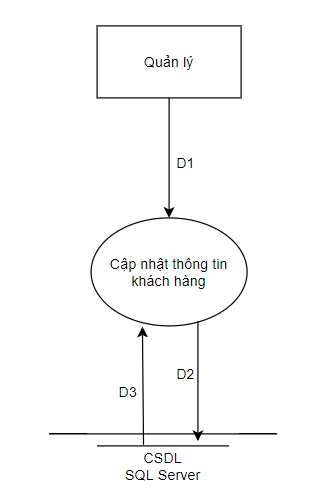 Quản lý
D1
Cập nhật thông tin
khách hàng
D2
D3
CSDL
SQL Server